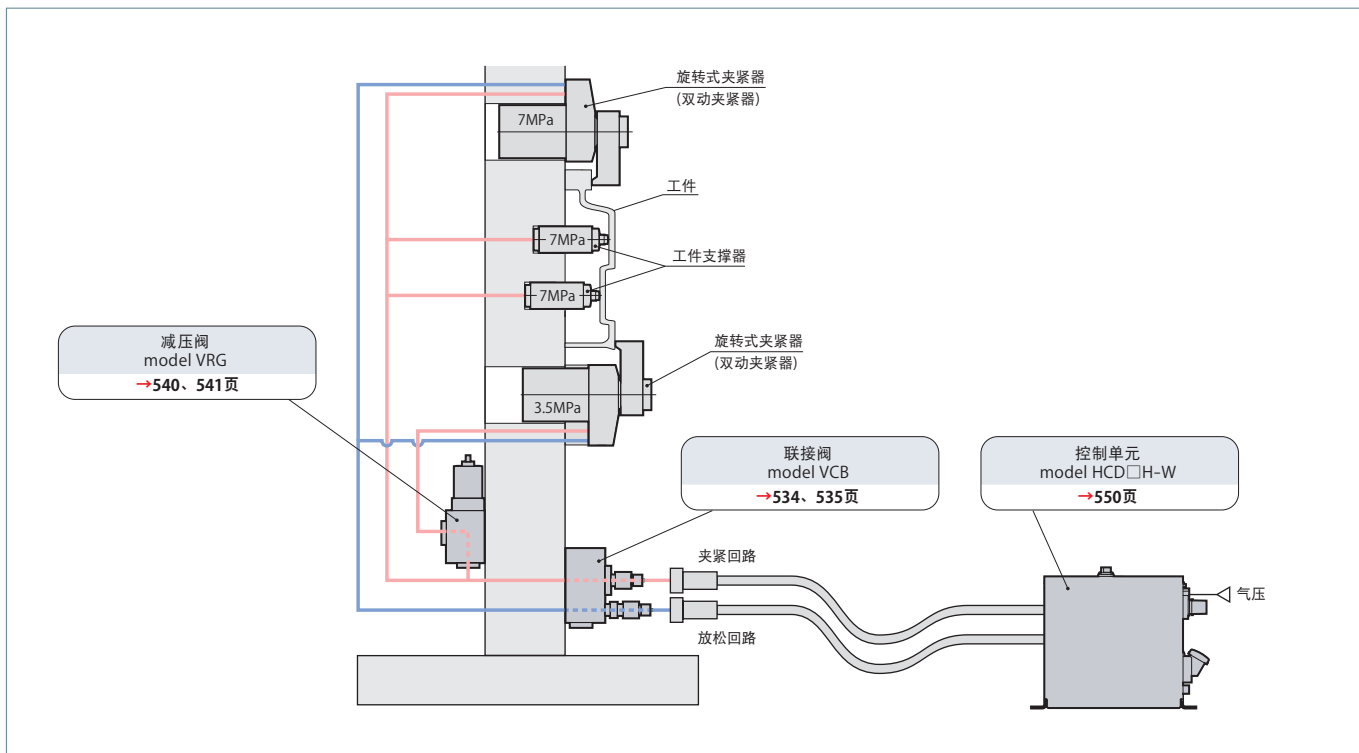 旋转式夹紧器
(双动夹紧器)
7MPa
工件
7MPa
工件支撑器
7MPa
减压阀
model VRG
→540、541页
旋转式夹紧器
(双动夹紧器)
3.5MPa
联接阀
model VCB
→534、535页
控制单元
model HCD□H-W
→550页
夹紧回路
气压
放松回路